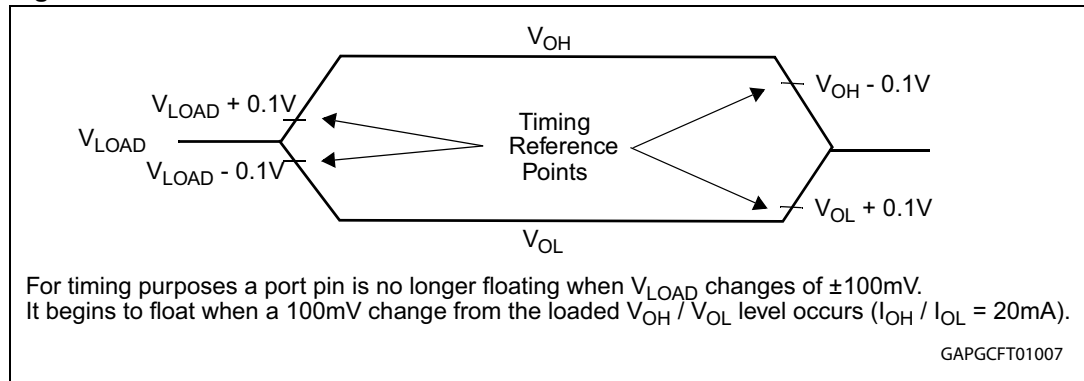 VOH
VLOAD + 0.1V
VOH - 0.1V
VLOAD
Timing
Reference
Points
VLOAD - 0.1V
VOL + 0.1V
VOL
For timing purposes a port pin is no longer floating when VLOAD changes of ±100mV.
It begins to float when a 100mV change from the loaded VOH / VOL level occurs (IOH / IOL = 20mA).
GAPGCFT01007